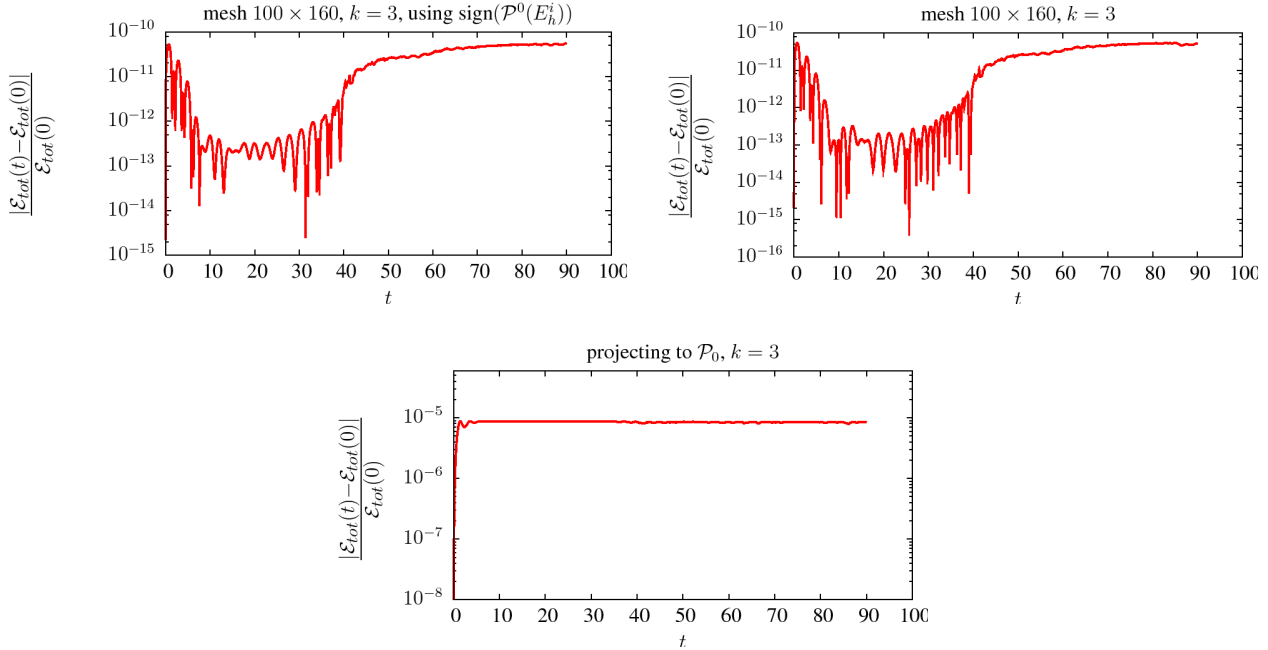 mesh 100 × 160, k = 3, using sign(𝒫⁰(E_h^i))
|ℰ_tot(t)−ℰ_tot(0)|
ℰ_tot(0)
10⁻¹⁰
10⁻¹¹
10⁻¹²
10⁻¹³
10⁻¹⁴
10⁻¹⁵
0 10 20 30 40 50 60 70 80 90 100
t
mesh 100 × 160, k = 3
|ℰ_tot(t)−ℰ_tot(0)|
ℰ_tot(0)
10⁻¹⁰
10⁻¹¹
10⁻¹²
10⁻¹³
10⁻¹⁴
10⁻¹⁵
10⁻¹⁶
0 10 20 30 40 50 60 70 80 90 100
t
projecting to 𝒫₀, k = 3
|ℰ_tot(t)−ℰ_tot(0)|
ℰ_tot(0)
10⁻⁵
10⁻⁶
10⁻⁷
10⁻⁸
0 10 20 30 40 50 60 70 80 90 100
t